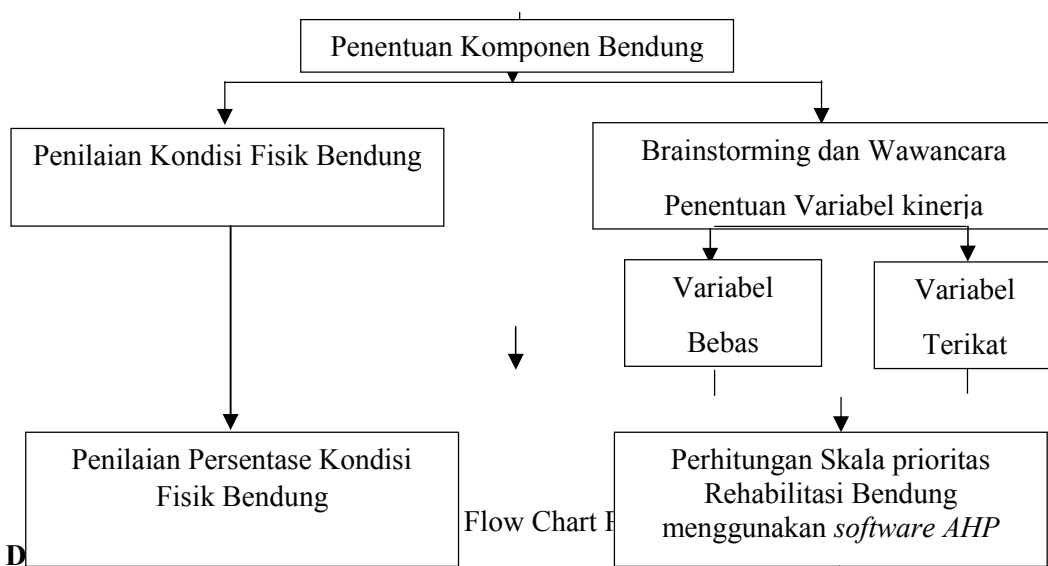 Penentuan Komponen Bendung
Penilaian Kondisi Fisik Bendung
Brainstorming dan Wawancara
Penentuan Variabel kinerja
Variabel
Bebas
Variabel
Terikat
Penilaian Persentase Kondisi
Fisik Bendung
Perhitungan Skala prioritas
Rehabilitasi Bendung
menggunakan software AHP
Flow Chart
D